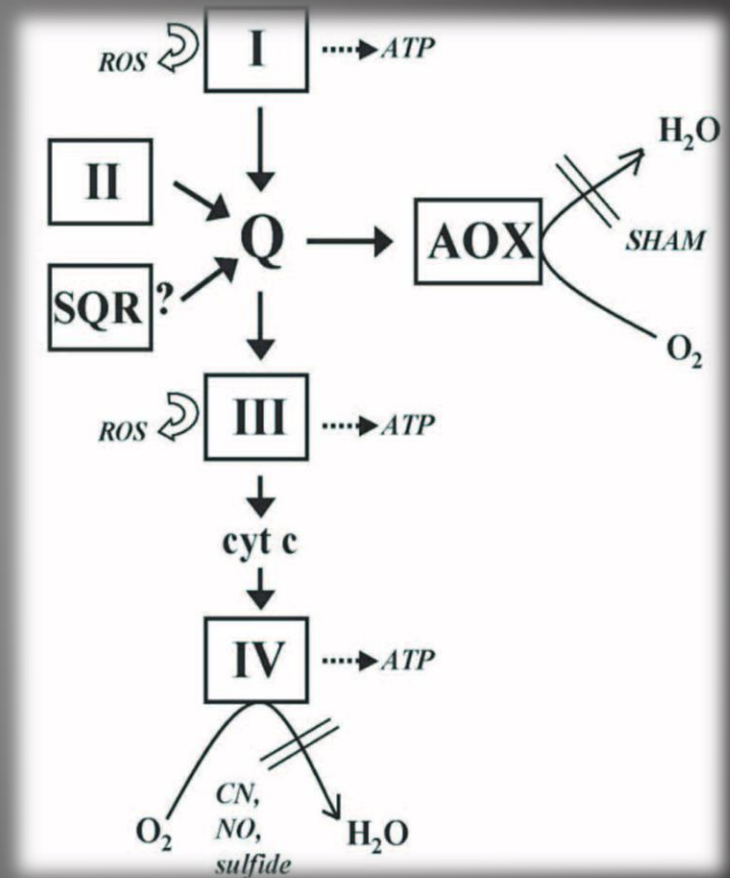 ROS
I
ATP
II
SQR ?
Q
AOX
H₂O
SHAM
O₂
ROS
III
ATP
cyt c
IV
ATP
O₂
CN,
NO,
sulfide
H₂O